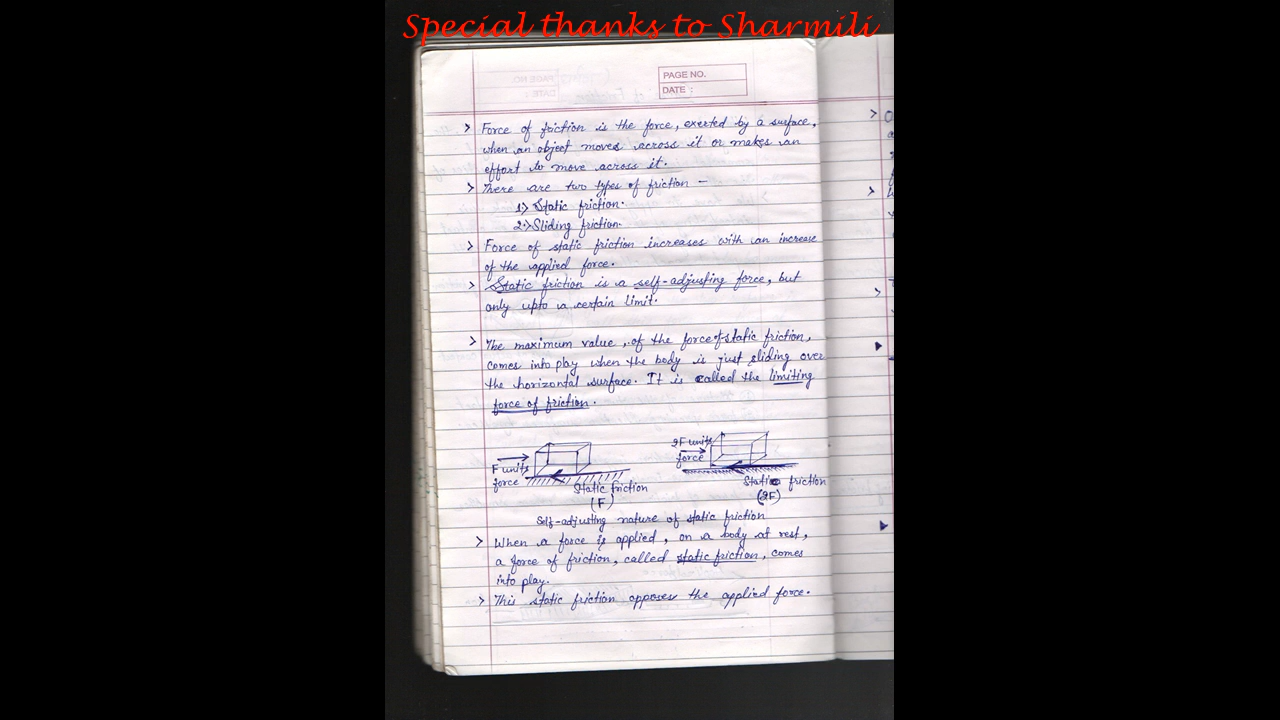 Special thanks to Sharmili
PAGE NO.
DATE :
> Force of friction is the force, exerted by a surface,
when an object moves across it or makes an
effort to move across it.
> There are two types of friction –
1.> Static friction.
2.> Sliding friction.
> Force of static friction increases with an increase
of the applied force.
> Static friction is a self-adjusting force, but
only upto a certain limit.
> The maximum value, of the force of static friction,
comes into play when the body is just sliding over
the horizontal surface. It is called the limiting
force of friction.
F units
force
Static friction
(F)
2F units
force
Static friction
(2F)
Self-adjusting nature of static friction
> When a force is applied, on a body at rest,
a force of friction, called static friction, comes
into play.
> This static friction opposes the applied force.